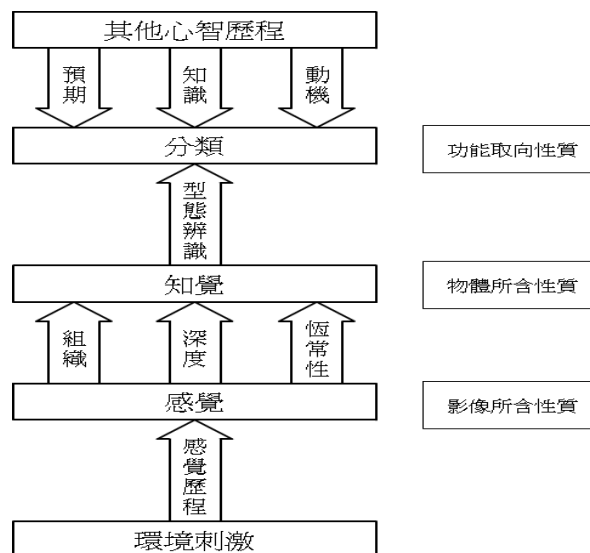 其他心智歷程
預期
知識
動機
分類
功能取向性質
型態辨識
知覺
物體所含性質
組織
深度
恆常性
感覺
影像所含性質
感覺歷程
環境刺激